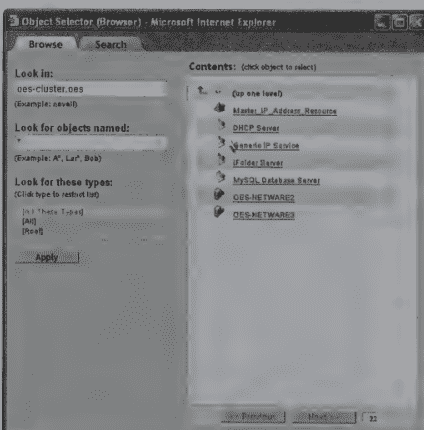 Object Selector (Browser) - Microsoft Internet Explorer
Browse
Search
Look in:
oes-cluster.oes
(Example: novell)
Look for objects named:
*
(Example: A*, Lar*, Bob)
Look for these types:
(Click type to restrict list)
[All These Types]
[All]
Apply
Contents: (click object to select)
..
(up one level)
Master_IP_Address_Resource
DHCP Server
Generic IP Service
iFolder Server
MySQL Database Server
OES-NETWARE2
OES-NETWARE3
<< Previous
Next >>